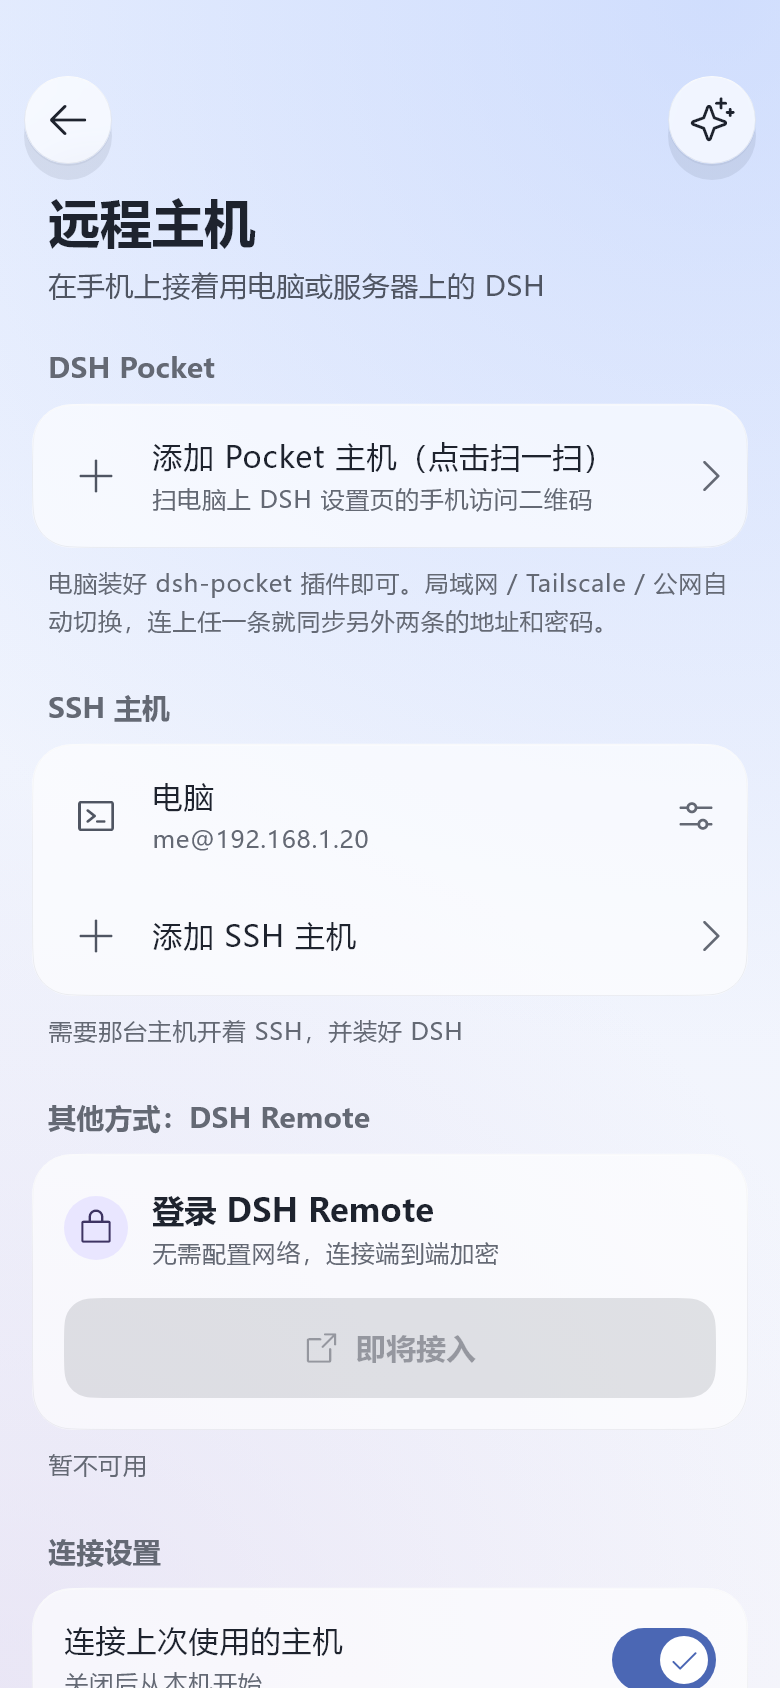 远程主机
在手机上接着用电脑或服务器上的 DSH
DSH Pocket
添加 Pocket 主机（点击扫一扫）
扫电脑上 DSH 设置页的手机访问二维码
电脑装好 dsh-pocket 插件即可。局域网 / Tailscale / 公网自
动切换，连上任一条就同步另外两条的地址和密码。
SSH 主机
电脑
me@192.168.1.20
添加 SSH 主机
需要那台主机开着 SSH，并装好 DSH
其他方式：DSH Remote
登录 DSH Remote
无需配置网络，连接端到端加密
即将接入
暂不可用
连接设置
连接上次使用的主机
关闭后从本机开始